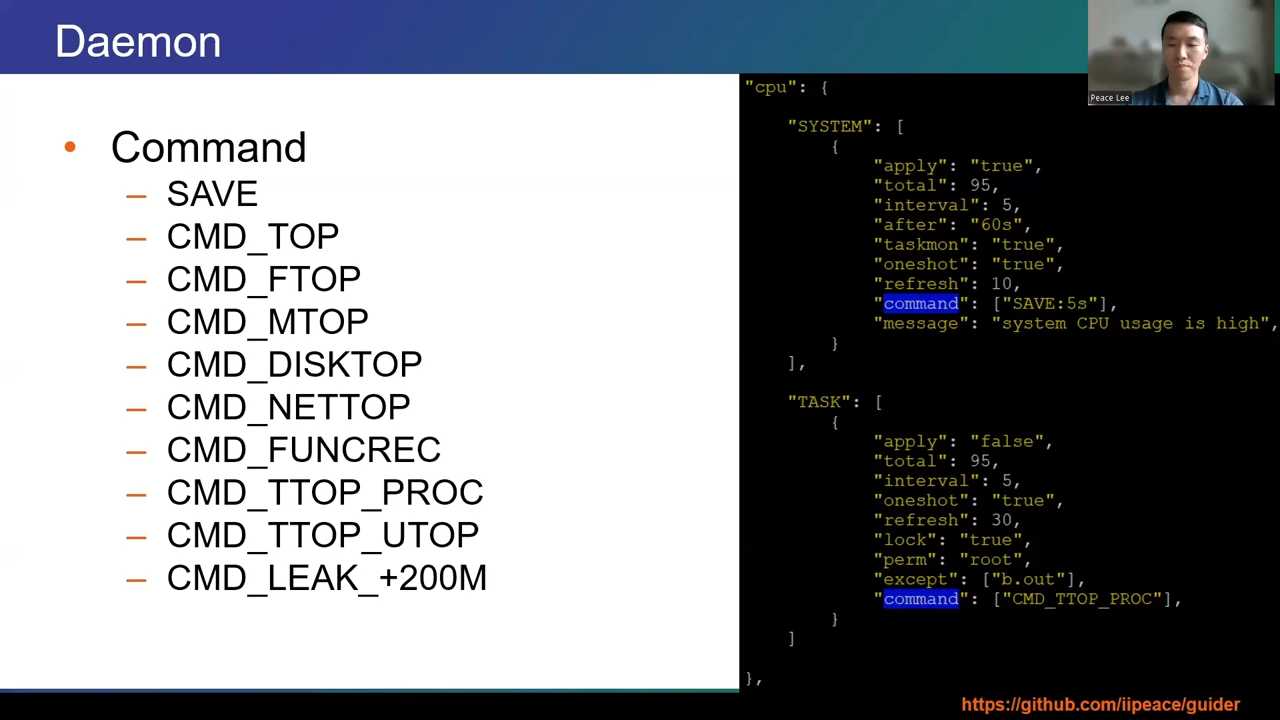 Daemon
• Command
– SAVE
– CMD_TOP
– CMD_FTOP
– CMD_MTOP
– CMD_DISKTOP
– CMD_NETTOP
– CMD_FUNCREC
– CMD_TTOP_PROC
– CMD_TTOP_UTOP
– CMD_LEAK_+200M
"cpu": {
"SYSTEM": [
{
"apply": "true",
"total": 95,
"interval": 5,
"after": "60s",
"taskmon": "true",
"oneshot": "true",
"refresh": 10,
"command": ["SAVE:5s"],
"message": "system CPU usage is high",
}
],
"TASK": [
{
"apply": "false",
"total": 95,
"interval": 5,
"oneshot": "true",
"refresh": 30,
"lock": "true",
"perm": "root",
"except": ["b.out"],
"command": ["CMD_TTOP_PROC"],
}
]
},
Peace Lee
https://github.com/iipeace/guider